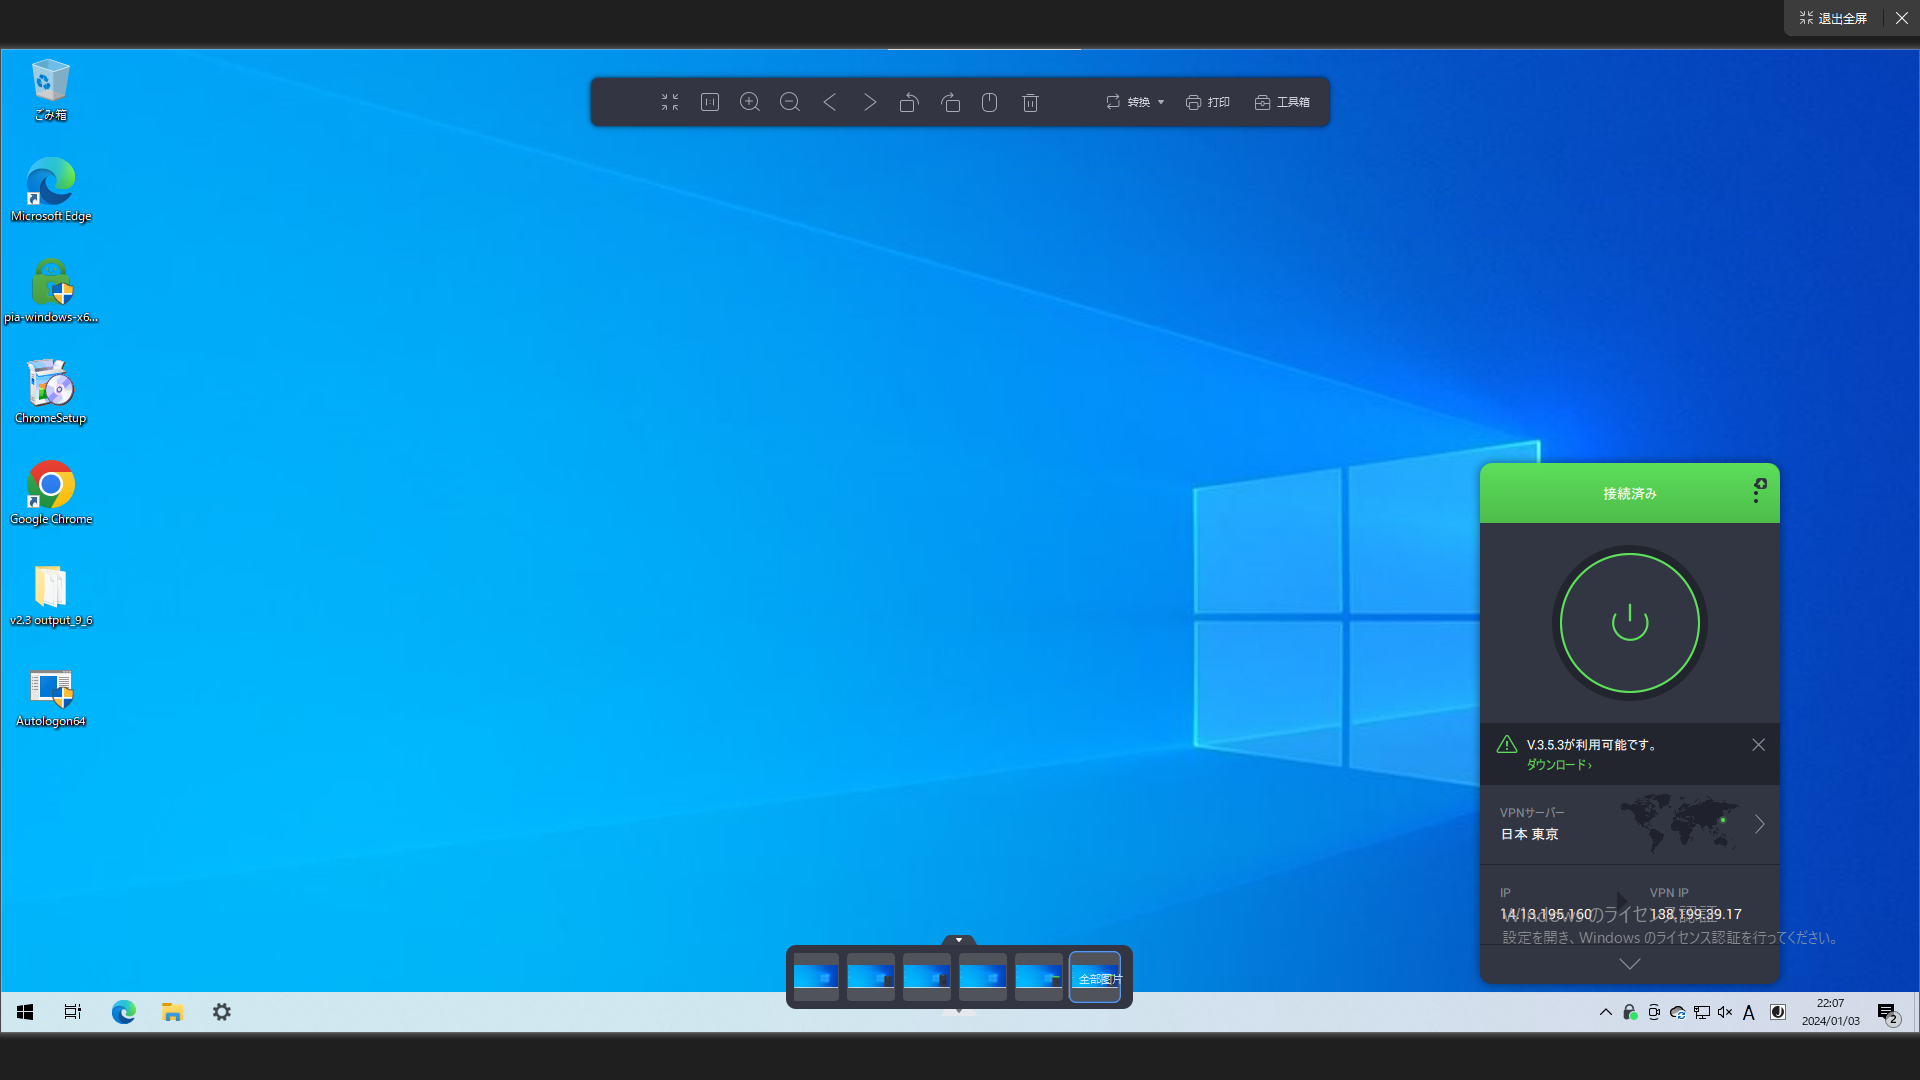 退出全屏
转换
打印
工具箱
ごみ箱
Microsoft Edge
pia-windows-x6...
ChromeSetup
Google Chrome
v2.3 output_9_6
Autologon64
接続済み
V.3.5.3が利用可能です。
ダウンロード ›
VPNサーバー
日本 東京
IP
VPN IP
14.13.195.160
138.199.39.17
Windows のライセンス認証
設定を開き、Windows のライセンス認証を行ってください。
全部图片
A
22:07
2024/01/03
2